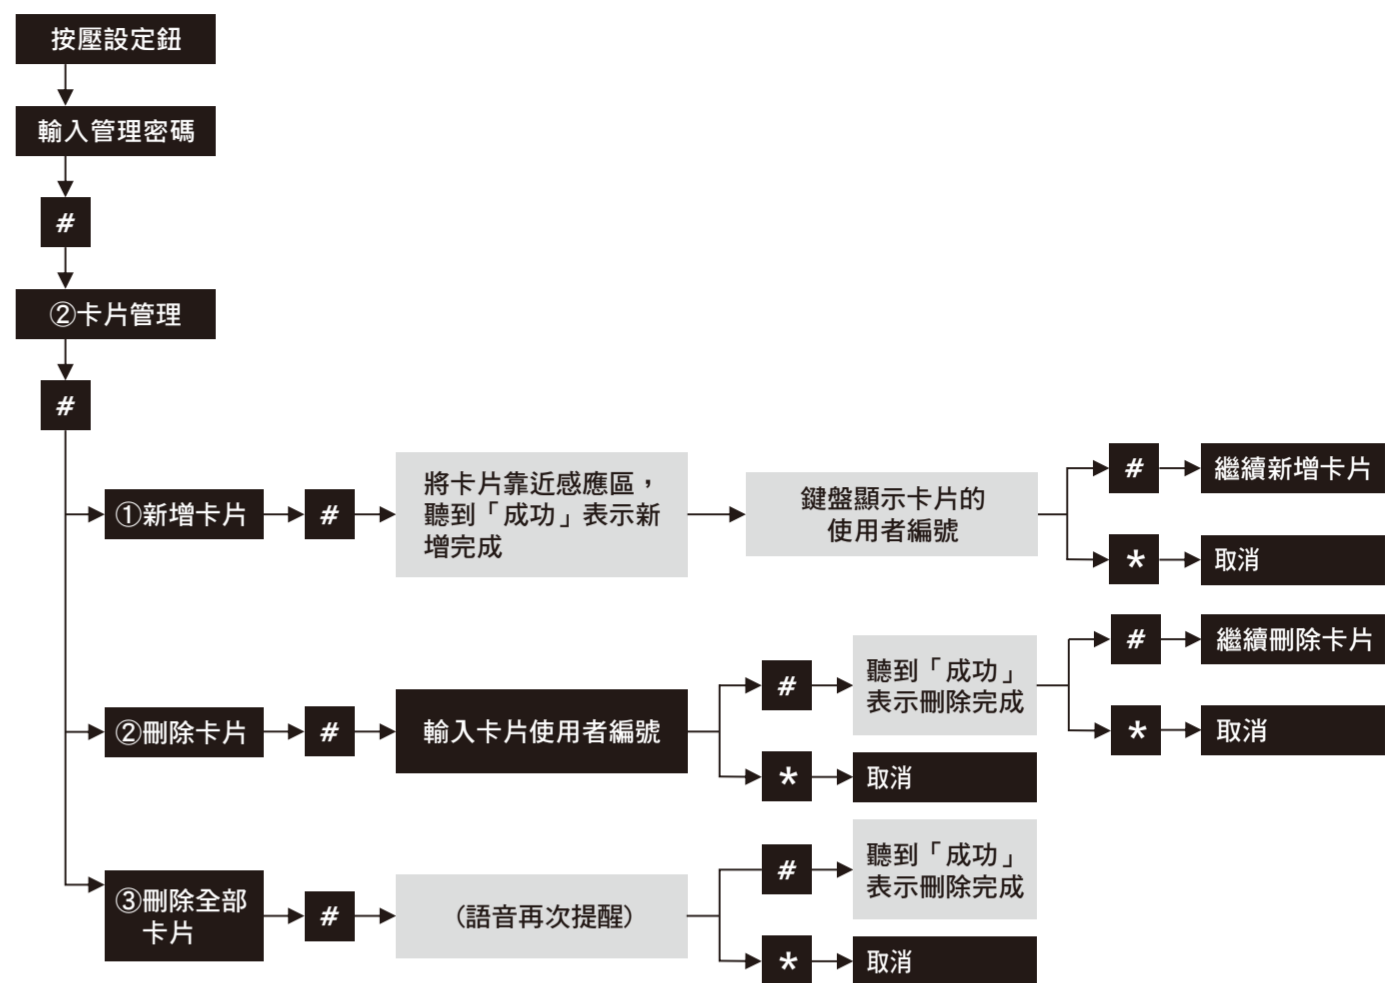 按壓設定鈕
輸入管理密碼
#
②卡片管理
#
①新增卡片
#
將卡片靠近感應區，
聽到「成功」表示新
增完成
鍵盤顯示卡片的
使用者編號
#
繼續新增卡片
*
取消
②刪除卡片
#
輸入卡片使用者編號
#
聽到「成功」
表示刪除完成
#
繼續刪除卡片
*
取消
*
取消
③刪除全部
卡片
#
（語音再次提醒）
#
聽到「成功」
表示刪除完成
*
取消